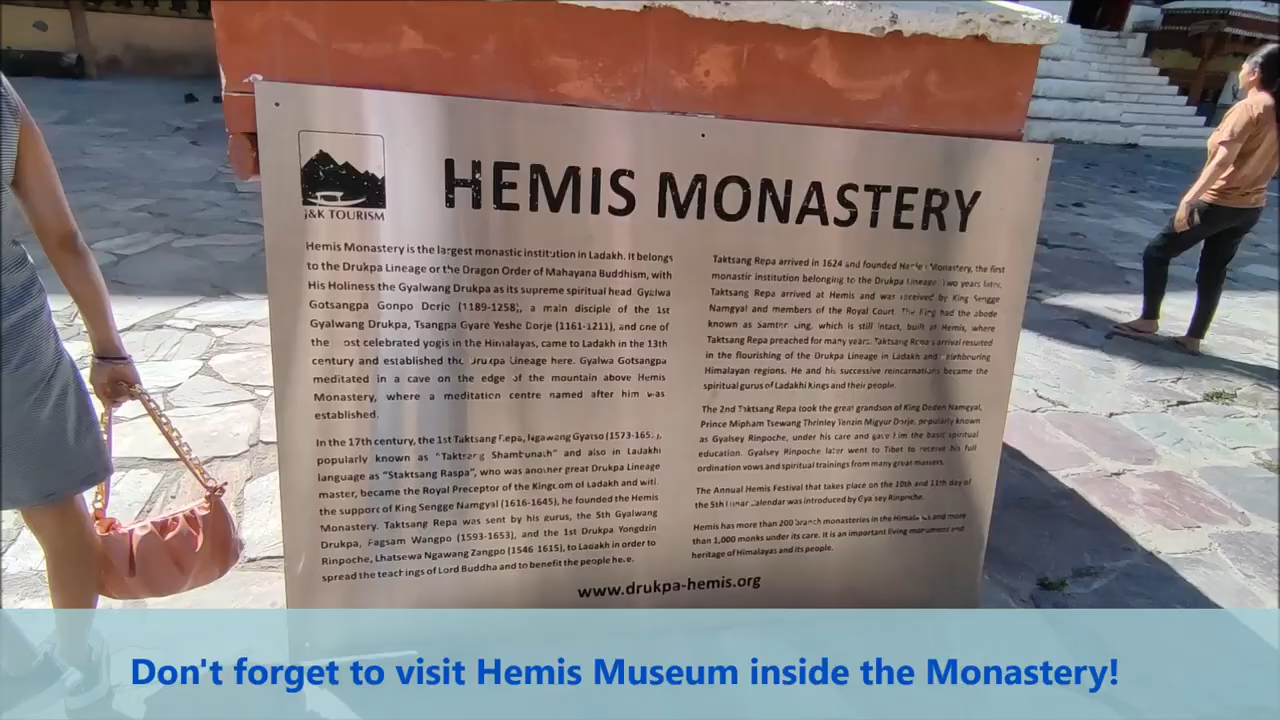 J&K TOURISM
HEMIS MONASTERY
Hemis Monastery is the largest monastic institution in Ladakh. It belongs
to the Drukpa Lineage or the Dragon Order of Mahayana Buddhism, with
His Holiness the Gyalwang Drukpa as its supreme spiritual head. Gyalwa
Gotsangpa Gonpo Doric (1189-1258), a main disciple of the 1st
Gyalwang Drukpa, Tsangpa Gyare Yeshe Dorje (1161-1211), and one of
the ost celebrated yogis in the Himalayas, came to Ladakh in the 13th
century and established the Drukpa Lineage here. Gyalwa Gotsangpa
meditated in a cave on the edge of the mountain above Hemis
Monastery, where a meditation centre named after him was
established.
In the 17th century, the 1st Taktsang Repa, Ngawang Gyatso (1573-165
popularly known as "Taktsang Shambunath" and also in Ladakhi
language as "Staktsang Raspa", who was another great Drukpa Lineage
master, became the Royal Preceptor of the Kingdom of Ladakh and with
the support of King Sengge Namgyal (1616-1645), he founded the Hemis
Monastery. Taktsang Repa was sent by his gurus, the 5th Gyalwang
Drukpa, Pagsam Wangpo (1593-1653), and the 1st Drukpa Yongdzin
Rinpoche, Lhatsewa Ngawang Zangpo (1546-1615), to Ladakh in order to
spread the teachings of Lord Buddha and to benefit the people here.
Taktsang Repa arrived in 1624 and founded Monastery, the first
monastic institution belonging to the Drukpa Lineage. Two years later,
Taktsang Repa arrived at Hemis and was received by King Sengge
Namgyal and members of the Royal Court. The King had the abode
known as Samten Ling, which is still intact, built at Hemis, where
Taktsang Repa preached for many years. Taktsang Repa's arrival resulted
in the flourishing of the Drukpa Lineage in Ladakh and neighbouring
Himalayan regions. He and his successive reincarnations became the
spiritual gurus of Ladakhi Kings and their people.
The 2nd Taktsang Repa took the great grandson of King Deden Namgyal,
Prince Mipham Tsewang Thrinley Tenzin Migyur Dorje, popularly known
as Gyalsey Rinpoche, under his care and gave him the basic spiritual
education. Gyalsey Rinpoche later went to Tibet to receive his full
ordination vows and spiritual trainings from many great masters.
The Annual Hemis Festival that takes place on the 10th and 11th day of
the 5th lunar calendar was introduced by Gyalsey Rinpoche.
Hemis has more than 200 branch monasteries in the Himalayas and more
than 1,000 monks under its care. It is an important living monument and
heritage of Himalayas and its people.
www.drukpa-hemis.org
Don't forget to visit Hemis Museum inside the Monastery!